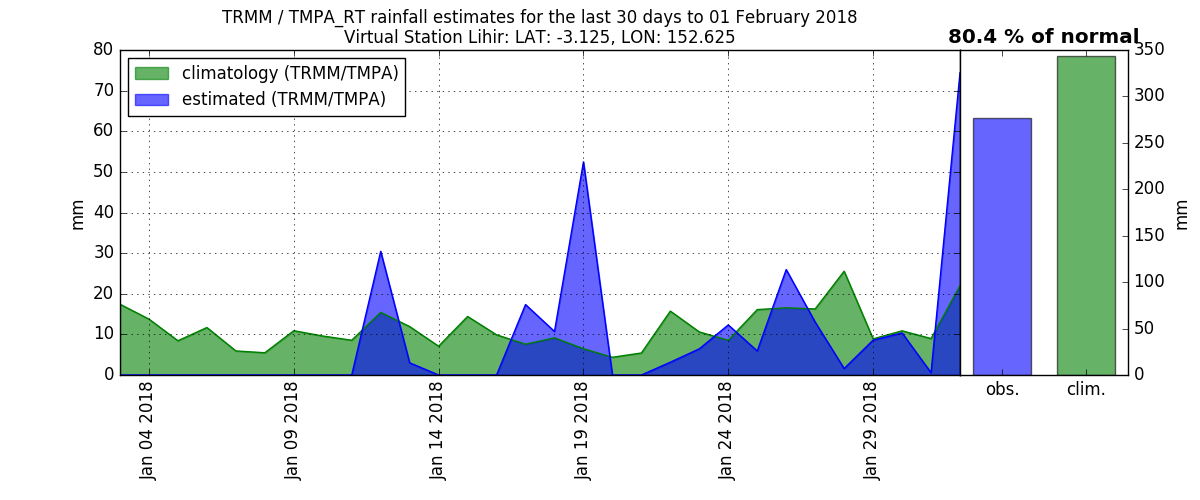 TRMM / TMPA_RT rainfall estimates for the last 30 days to 01 February 2018
Virtual Station Lihir: LAT: -3.125, LON: 152.625
80.4 % of normal
climatology (TRMM/TMPA)
estimated (TRMM/TMPA)
80
70
60
50
40
30
20
10
0
mm
Jan 04 2018
Jan 09 2018
Jan 14 2018
Jan 19 2018
Jan 24 2018
Jan 29 2018
obs.
clim.
350
300
250
200
150
100
50
0
mm